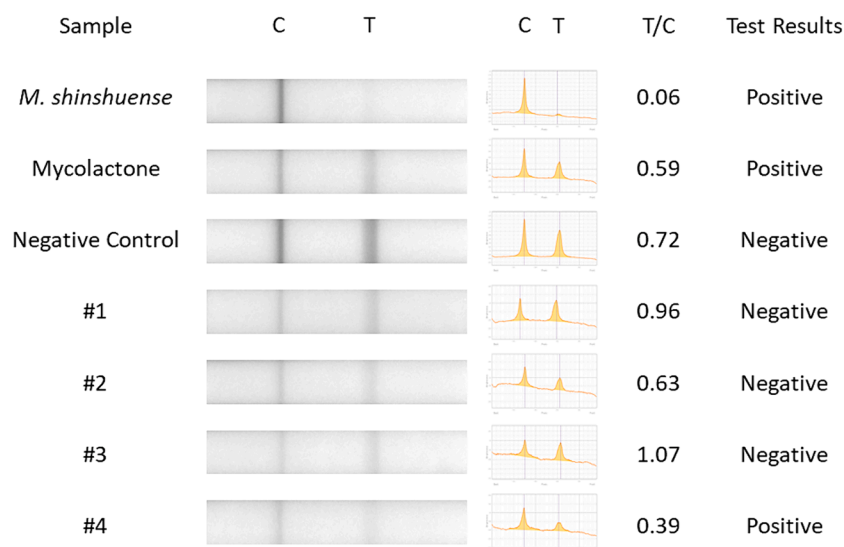 Sample C T C T T/C Test Results
M. shinshuense 0.06 Positive
Mycolactone 0.59 Positive
Negative Control 0.72 Negative
#1 0.96 Negative
#2 0.63 Negative
#3 1.07 Negative
#4 0.39 Positive